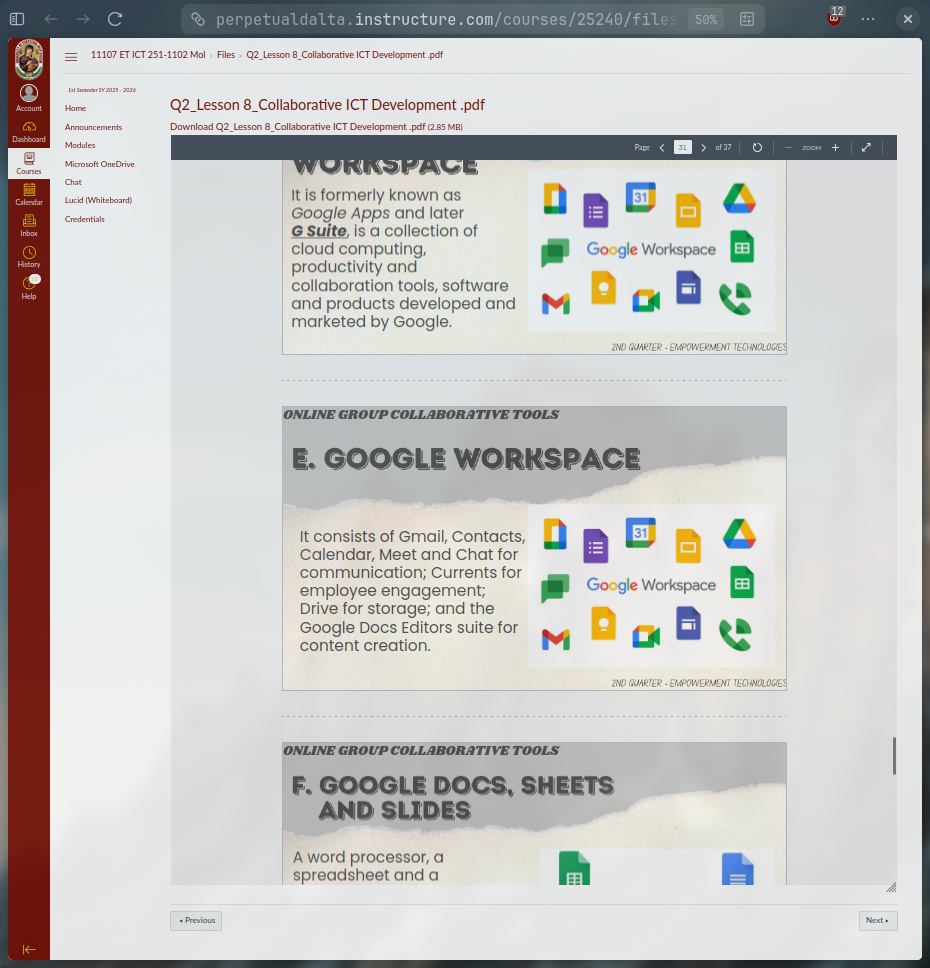 perpetualdalta.instructure.com/courses/25240/files
50%
12
11107 ET ICT 251-1102 Mol › Files › Q2_Lesson 8_Collaborative ICT Development .pdf
1st Semester SY 2025 - 2026
Home
Announcements
Modules
Microsoft OneDrive
Chat
Lucid (Whiteboard)
Credentials
Account
Dashboard
Courses
Calendar
Inbox
History
Help
Q2_Lesson 8_Collaborative ICT Development .pdf
Download Q2_Lesson 8_Collaborative ICT Development .pdf (2.85 MB)
Page 31 of 37 ZOOM
WORKSPACE
It is formerly known as
Google Apps and later
G Suite, is a collection of
cloud computing,
productivity and
collaboration tools, software
and products developed and
marketed by Google.
31
Google Workspace
2ND QUARTER - EMPOWERMENT TECHNOLOGIES
ONLINE GROUP COLLABORATIVE TOOLS
E. GOOGLE WORKSPACE
It consists of Gmail, Contacts,
Calendar, Meet and Chat for
communication; Currents for
employee engagement;
Drive for storage; and the
Google Docs Editors suite for
content creation.
31
Google Workspace
2ND QUARTER - EMPOWERMENT TECHNOLOGIES
ONLINE GROUP COLLABORATIVE TOOLS
F. GOOGLE DOCS, SHEETS
AND SLIDES
A word processor, a
spreadsheet and a
Previous
Next